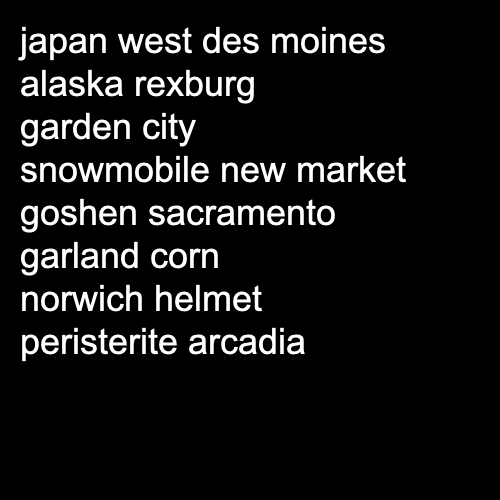 japan west des moines
alaska rexburg
garden city
snowmobile new market
goshen sacramento
garland corn
norwich helmet
peristerite arcadia